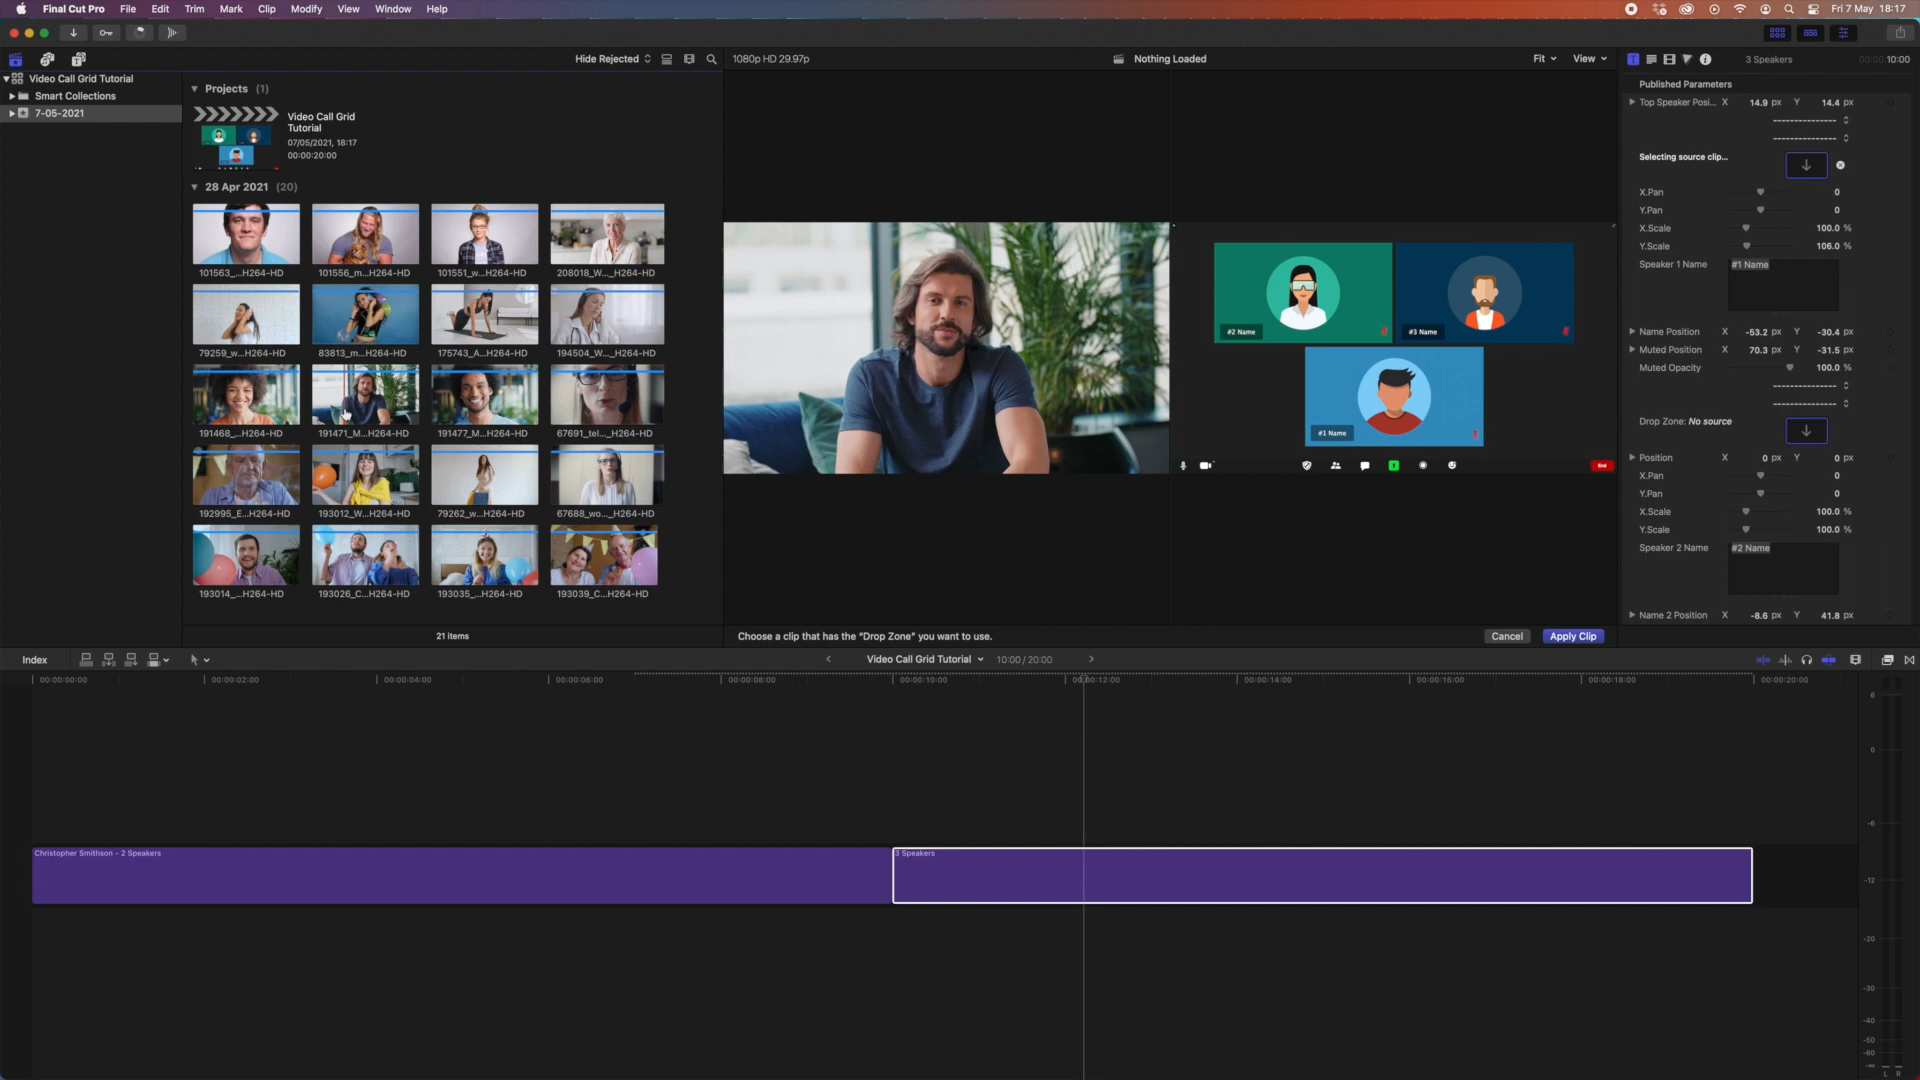 Final Cut Pro File Edit Trim Mark Clip Modify View Window Help
Fri 7 May 18:17
Hide Rejected
1080p HD 29.97p
Nothing Loaded
Fit
View
3 Speakers
00:00:10:00
Video Call Grid Tutorial
Smart Collections
7-05-2021
Projects (1)
Video Call Grid
Tutorial
07/05/2021, 18:17
00:00:20:00
28 Apr 2021 (20)
101563_...H264-HD
101556_m...H264-HD
101551_w...H264-HD
208018_W..._H264-HD
79259_w...H264-HD
83813_m...H264-HD
175743_A...H264-HD
194504_W..._H264-HD
191468_...H264-HD
191471_M...H264-HD
191477_M...H264-HD
67691_tel..._H264-HD
192995_E...H264-HD
193012_W...H264-HD
79262_w...H264-HD
67688_wo..._H264-HD
193014_...H264-HD
193026_C...H264-HD
193035_...H264-HD
193039_C...H264-HD
21 items
#2 Name
#3 Name
#1 Name
End
Choose a clip that has the “Drop Zone” you want to use.
Cancel
Apply Clip
Published Parameters
Top Speaker Posi... X 14.9 px Y 14.4 px
Selecting source clip...
X.Pan 0
Y.Pan 0
X.Scale 100.0 %
Y.Scale 106.0 %
Speaker 1 Name #1 Name
Name Position X -53.2 px Y -30.4 px
Muted Position X 70.3 px Y -31.5 px
Muted Opacity 100.0 %
Drop Zone: No source
Position X 0 px Y 0 px
X.Pan 0
Y.Pan 0
X.Scale 100.0 %
Y.Scale 100.0 %
Speaker 2 Name #2 Name
Name 2 Position X -8.6 px Y 41.8 px
Index
Video Call Grid Tutorial
10:00 / 20:00
00:00:00:00
00:00:02:00
00:00:04:00
00:00:06:00
00:00:08:00
00:00:10:00
00:00:12:00
00:00:14:00
00:00:16:00
00:00:18:00
00:00:20:00
Christopher Smithson - 2 Speakers
3 Speakers
6
0
-6
-12
-20
-30
-40
-50
-60
-∞
L R